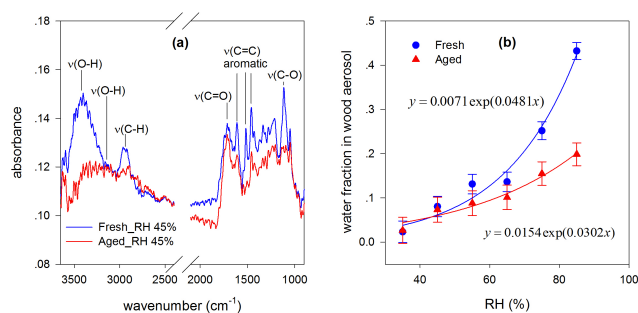 (a)
ν(O-H)
ν(O-H)
ν(C-H)
ν(C=O)
ν(C=C)
aromatic
ν(C-O)
.18
.16
.14
.12
.10
.08
absorbance
Fresh_RH 45%
Aged_RH 45%
3500 3000 2500 2000 1500 1000
wavenumber (cm-1)
(b)
Fresh
Aged
y = 0.0071exp(0.0481x)
y = 0.0154exp(0.0302x)
.5
.4
.3
.2
.1
0.0
water fraction in wood aerosol
40 60 80 100
RH (%)